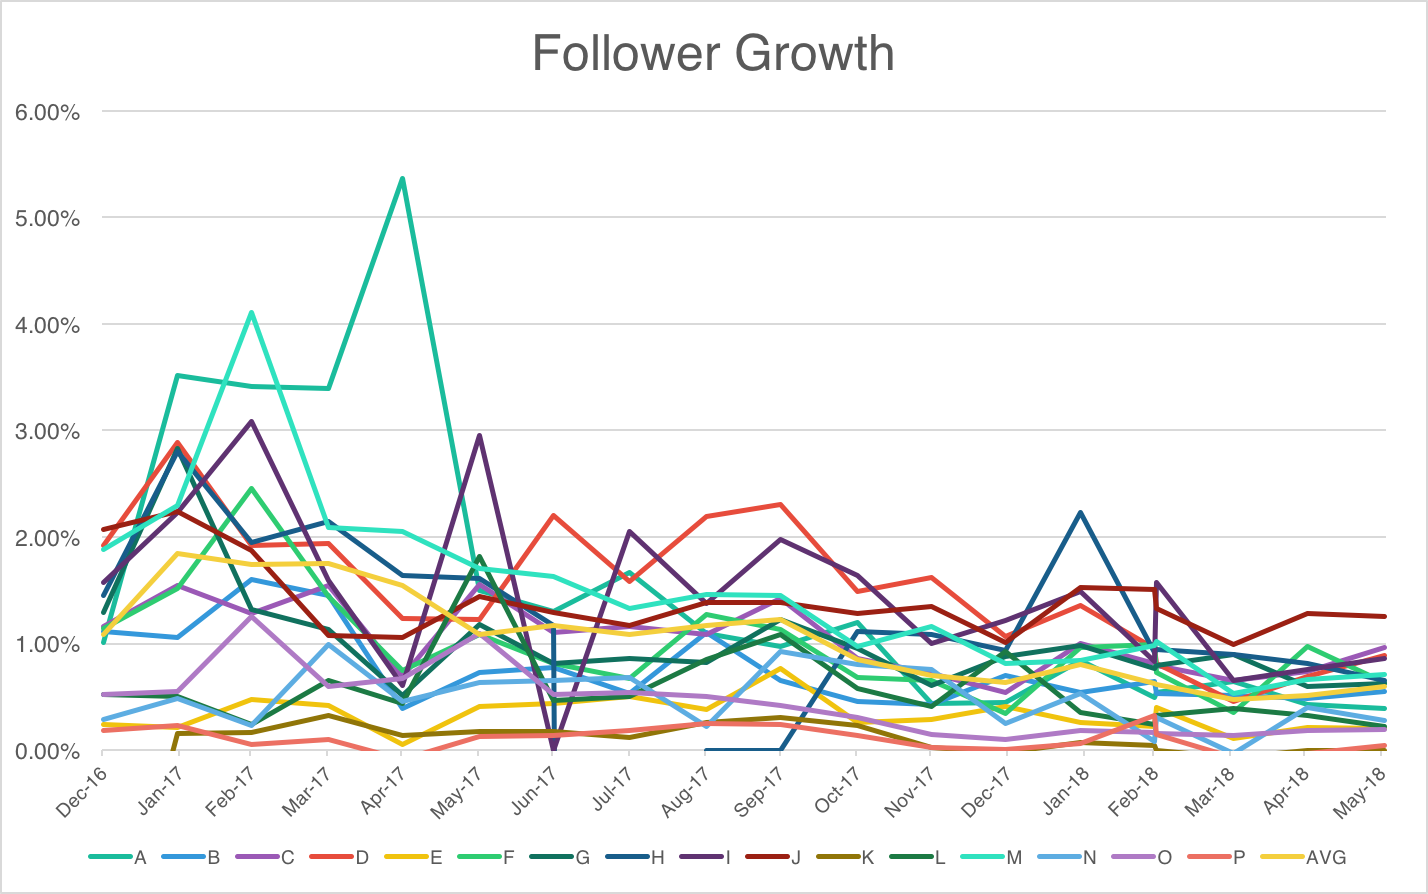 Follower Growth
6.00%
5.00%
4.00%
3.00%
2.00%
1.00%
0.00%
Dec-16 Jan-17 Feb-17 Mar-17 Apr-17 May-17 Jun-17 Jul-17 Aug-17 Sep-17 Oct-17 Nov-17 Dec-17 Jan-18 Feb-18 Mar-18 Apr-18 May-18
A B C D E F G H I J K L M N O P AVG